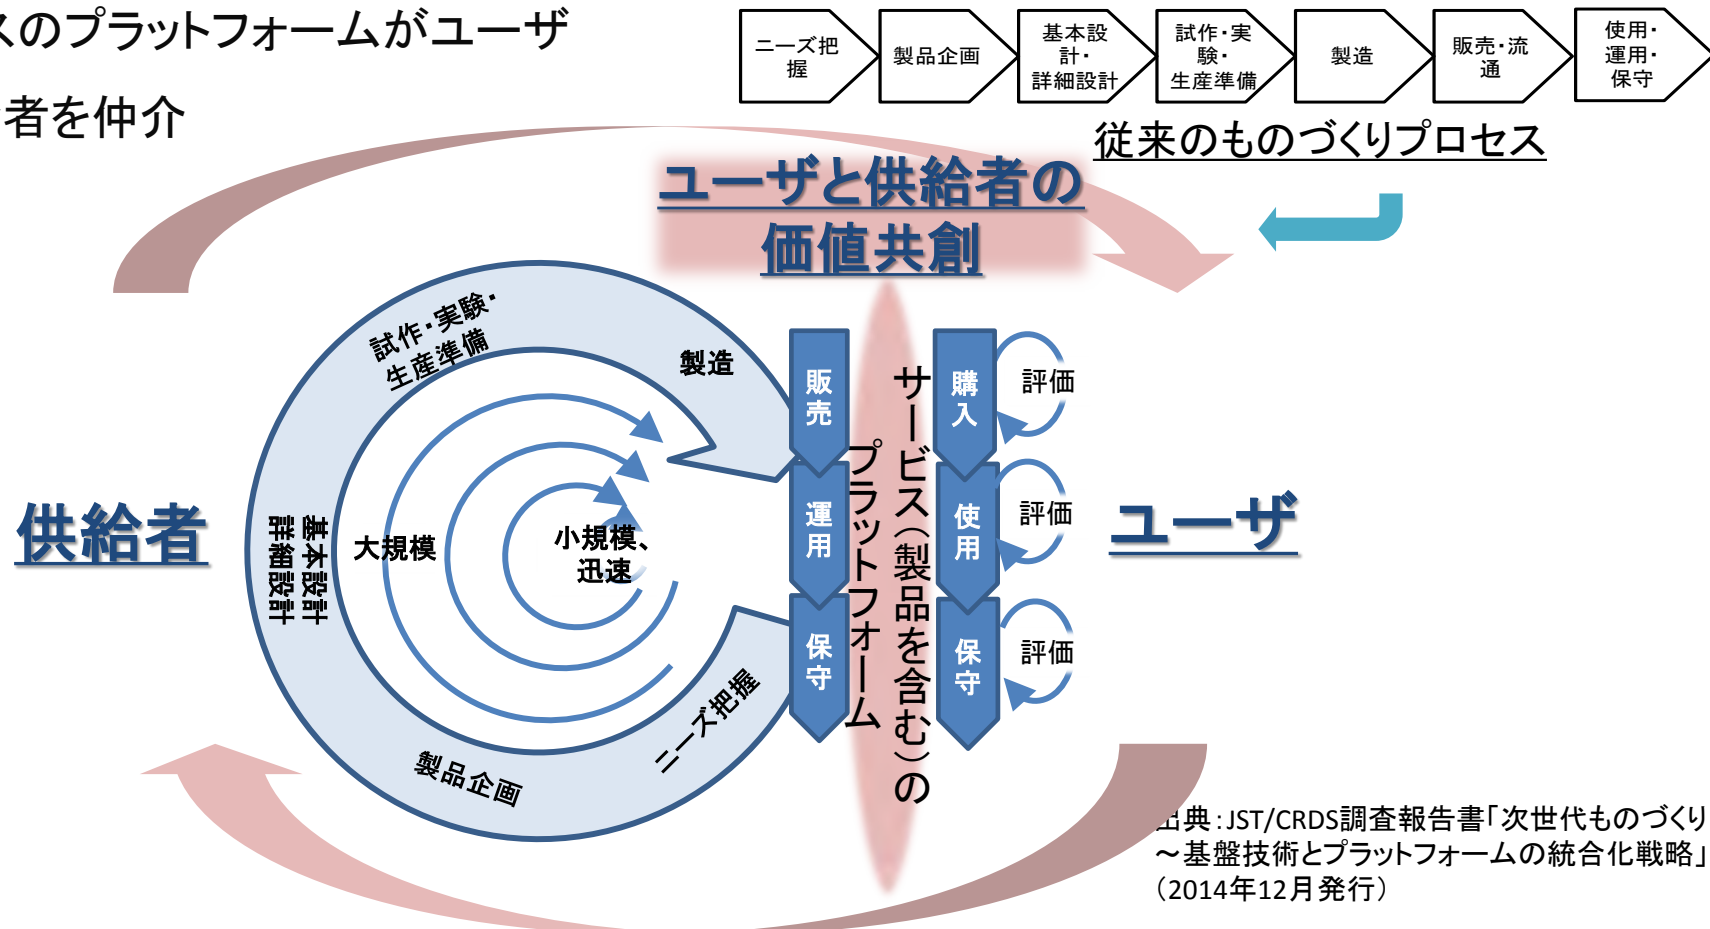 スのプラットフォームがユーザ
者を仲介
ニーズ把
握
製品企画
基本設
計・
詳細設計
試作・実
験・
生産準備
製造
販売・流
通
使用・
運用・
保守
従来のものづくりプロセス
ユーザと供給者の
価値共創
試作・実験・
生産準備
製造
販売
運用
保守
サービス（製品を含む）の
プラットフォーム
購入
使用
保守
評価
評価
評価
供給者
ユーザ
基本設計
詳細設計
大規模
小規模、
迅速
製品企画
ニーズ把握
出典：JST/CRDS調査報告書「次世代ものづくり
～基盤技術とプラットフォームの統合化戦略」
（2014年12月発行）